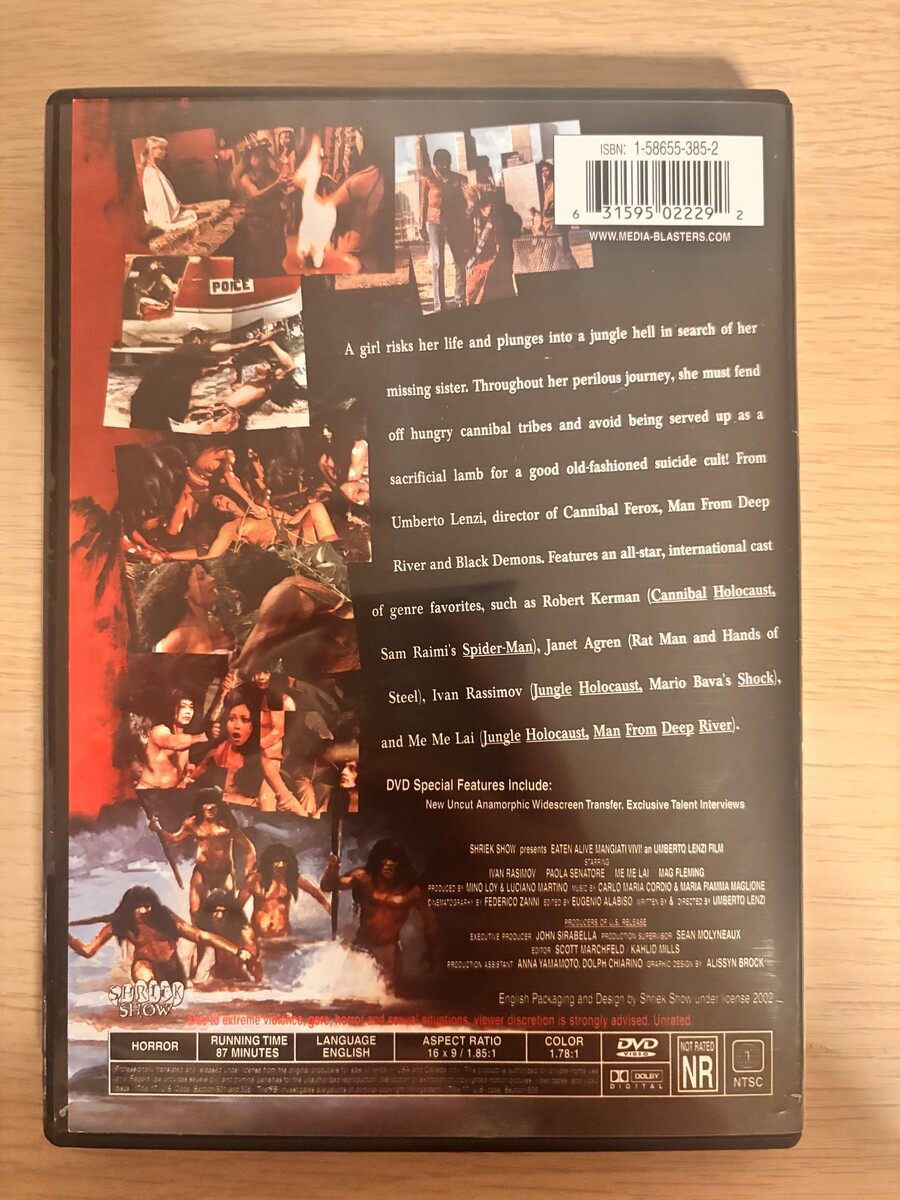 ISBN: 1-58655-385-2
6 31595 02229 2
WWW.MEDIA-BLASTERS.COM
POICE
A girl risks her life and plunges into a jungle hell in search of her
missing sister. Throughout her perilous journey, she must fend
off hungry cannibal tribes and avoid being served up as a
sacrificial lamb for a good old-fashioned suicide cult! From
Umberto Lenzi, director of Cannibal Ferox, Man From Deep
River and Black Demons. Features an all-star, international cast
of genre favorites, such as Robert Kerman (Cannibal Holocaust,
Sam Raimi's Spider-Man), Janet Agren (Rat Man and Hands of
Steel), Ivan Rassimov (Jungle Holocaust, Mario Bava's Shock),
and Me Me Lai (Jungle Holocaust, Man From Deep River).
DVD Special Features Include:
New Uncut Anamorphic Widescreen Transfer. Exclusive Talent Interviews
SHRIEK SHOW presents EATEN ALIVE MANGIATI VIVI! an UMBERTO LENZI FILM
STARRING
IVAN RASIMOV PAOLA SENATORE ME ME LAI MAG FLEMING
PRODUCED BY MINO LOY & LUCIANO MARTINO MUSIC BY CARLO MARIA CORDIO & MARIA FIAMMA MAGLIONE
CINEMATOGRAPHY BY FEDERICO ZANNI EDITED BY EUGENIO ALABISO WRITTEN BY & DIRECTED BY UMBERTO LENZI
PRODUCERS OF U.S. RELEASE
EXECUTIVE PRODUCER JOHN SIRABELLA PRODUCTION SUPERVISOR SEAN MOLYNEAUX
EDITOR SCOTT MARCHFELD / KAHLID MILLS
PRODUCTION ASSISTANT ANNA YAMAMOTO, DOLPH CHIARINO GRAPHIC DESIGN BY ALISSYN BROCK
English Packaging and Design by Shriek Show under license 2002
SHRIEK
SHOW
Due to extreme violence, gore, horror and sexual situations, viewer discretion is strongly advised. Unrated.
HORROR
RUNNING TIME
87 MINUTES
LANGUAGE
ENGLISH
ASPECT RATIO
16 x 9 / 1.85:1
COLOR
1.78:1
DVD
VIDEO
DOLBY
DIGITAL
NOT RATED
NR
1
NTSC